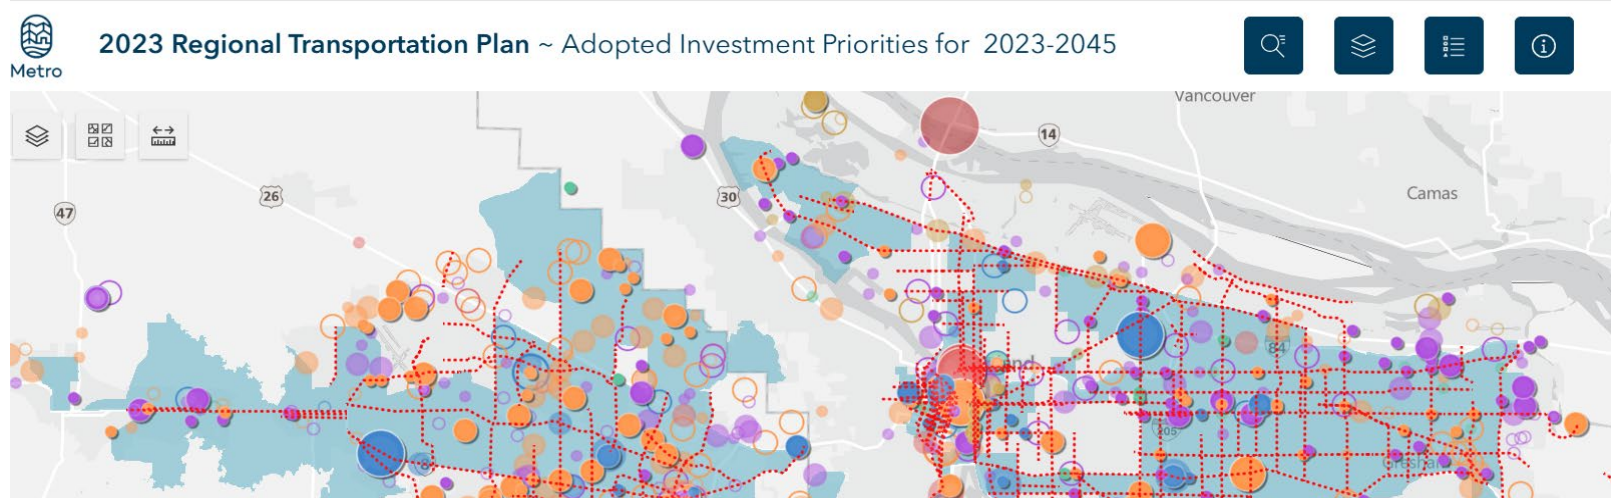 2023 Regional Transportation Plan ~ Adopted Investment Priorities for 2023-2045
Metro
Vancouver
14
26
30
47
Camas
84
205
Gresham